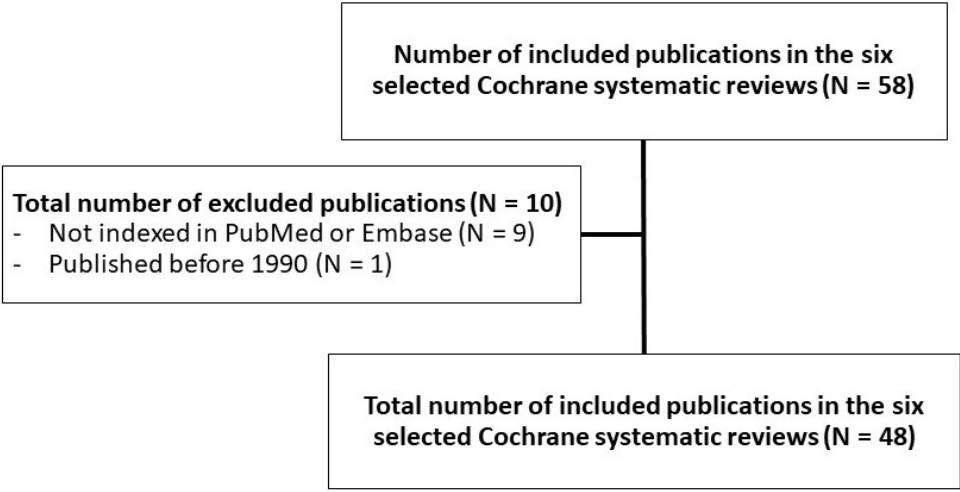 Number of included publications in the six
selected Cochrane systematic reviews (N = 58)
Total number of excluded publications (N = 10)
- Not indexed in PubMed or Embase (N = 9)
- Published before 1990 (N = 1)
Total number of included publications in the six
selected Cochrane systematic reviews (N = 48)